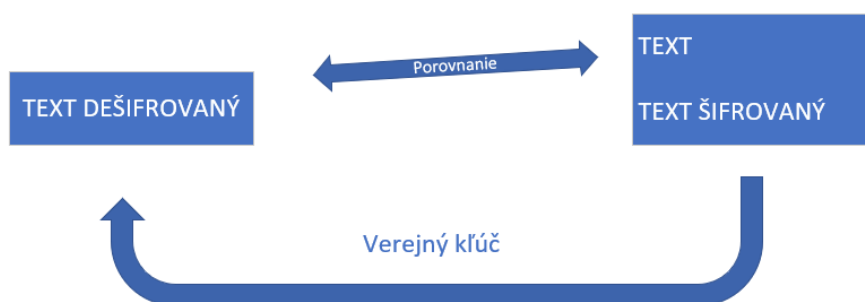 TEXT
Porovnanie
TEXT DEŠIFROVANÝ
TEXT ŠIFROVANÝ
Verejný kľúč